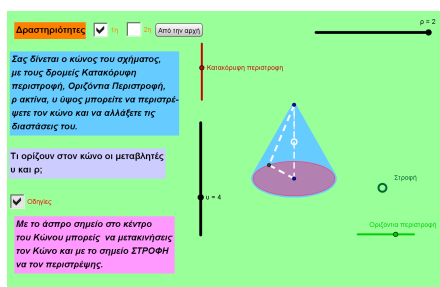 Δραστηριότητες 1η 2η Από την αρχή
ρ = 2
Σας δίνεται ο κώνος του σχήματος,
με τους δρομείς Κατακόρυφη
περιστροφή, Οριζόντια Περιστροφή,
ρ ακτίνα, υ ύψος μπορείτε να περιστρέ-
ψετε τον κώνο και να αλλάξετε τις
διαστάσεις του.
Κατακόρυφη περιστροφη
Τι ορίζουν στον κώνο οι μεταβλητές
υ και ρ;
Οδηγίες
υ = 4
Στροφή
Με το άσπρο σημείο στο κέντρο
του Κώνου μπορείς να μετακινήσεις
τον Κώνο και με το σημείο ΣΤΡΟΦΗ
να τον περιστρέψης.
Οριζόντια περιστροφή